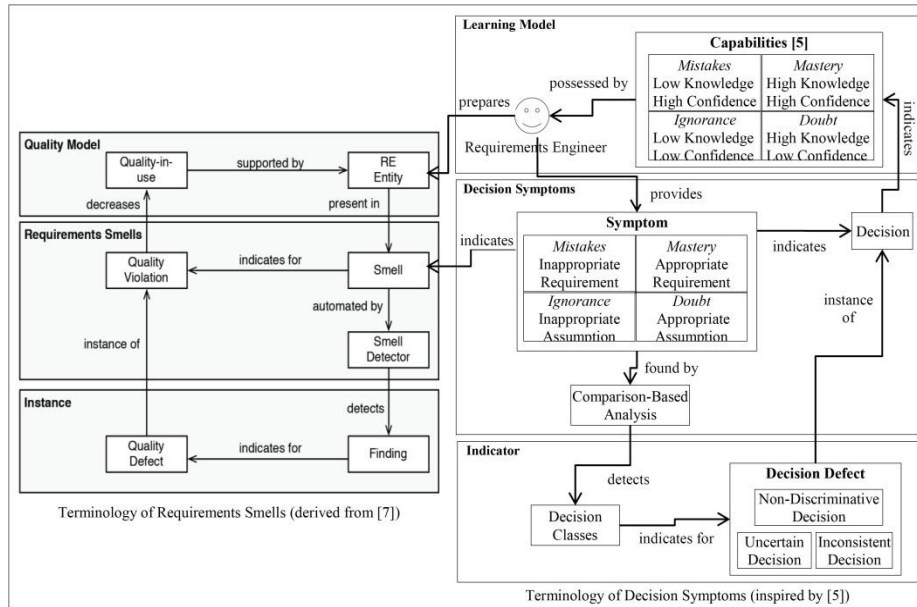 Quality Model
Quality-in-
use
supported by
RE
Entity
decreases
present in
Requirements Smells
Quality
Violation
indicates for
Smell
automated by
instance of
Smell
Detector
Instance
detects
Quality
Defect
indicates for
Finding
Terminology of Requirements Smells (derived from [7])
prepares
indicates
Learning Model
Capabilities [5]
Mistakes
Low Knowledge
High Confidence
Mastery
High Knowledge
High Confidence
Ignorance
Low Knowledge
Low Confidence
Doubt
High Knowledge
Low Confidence
possessed by
Requirements Engineer
indicates
Decision Symptoms
provides
Symptom
Mistakes
Inappropriate
Requirement
Mastery
Appropriate
Requirement
Ignorance
Inappropriate
Assumption
Doubt
Appropriate
Assumption
indicates
Decision
instance
of
found by
Comparison-Based
Analysis
Indicator
detects
Decision
Classes
indicates for
Decision Defect
Non-Discriminative
Decision
Uncertain
Decision
Inconsistent
Decision
Terminology of Decision Symptoms (inspired by [5])